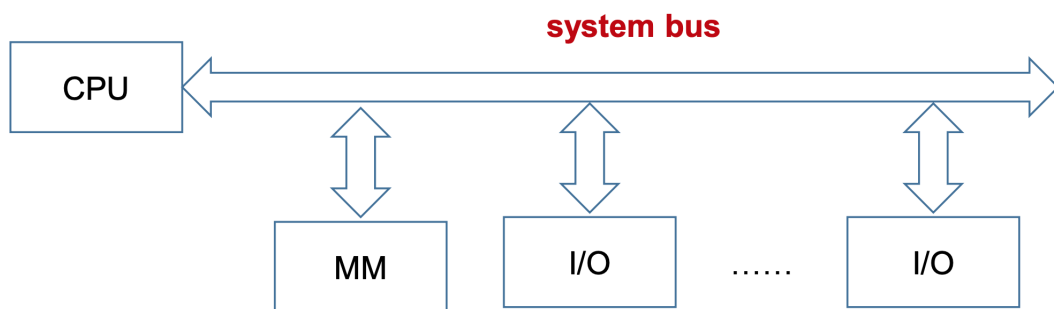 system bus
CPU
MM
I/O
......
I/O